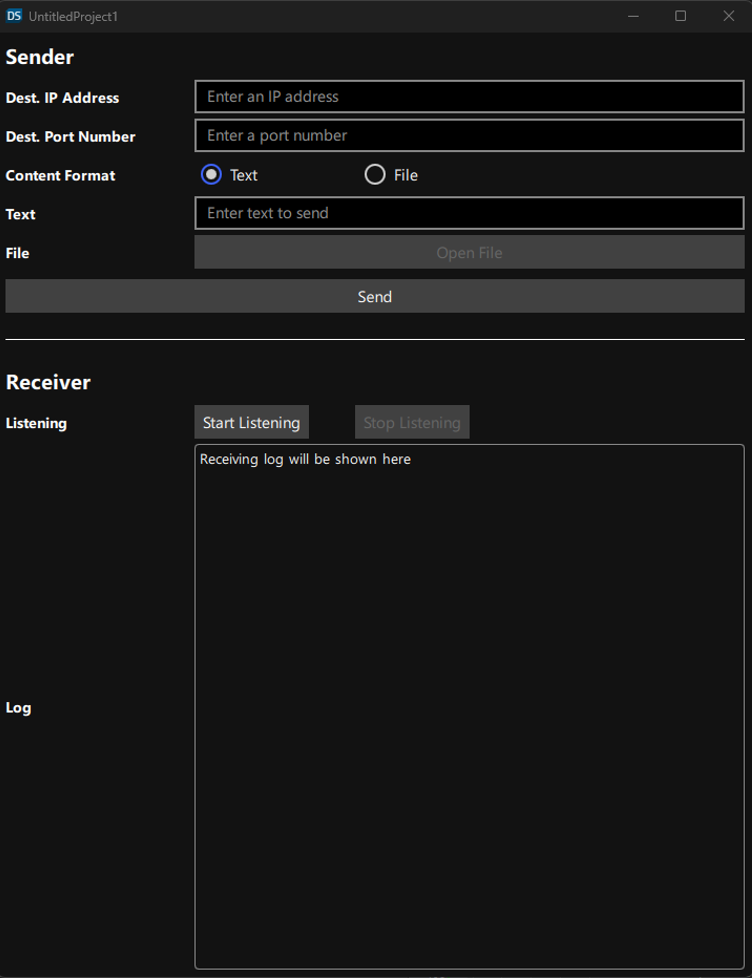 DS UntitledProject1
Sender
Dest. IP Address Enter an IP address
Dest. Port Number Enter a port number
Content Format Text File
Text Enter text to send
File Open File
Send
Receiver
Listening Start Listening Stop Listening
Receiving log will be shown here
Log